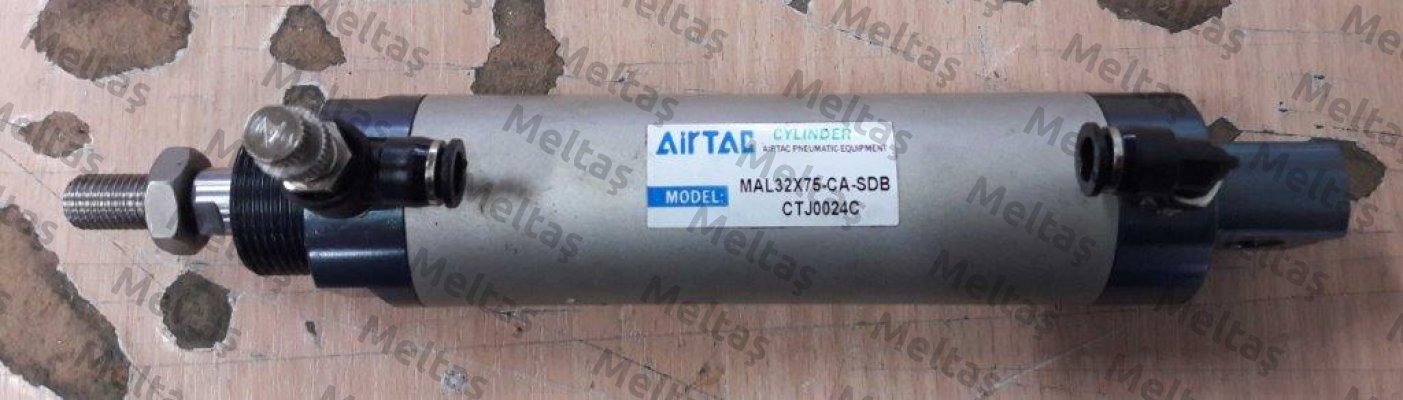 AirTAC CYLINDER
AIRTAC PNEUMATIC EQUIPMENT
MODEL: MAL32X75-CA-SDB
CTJ0024C
Meltaş